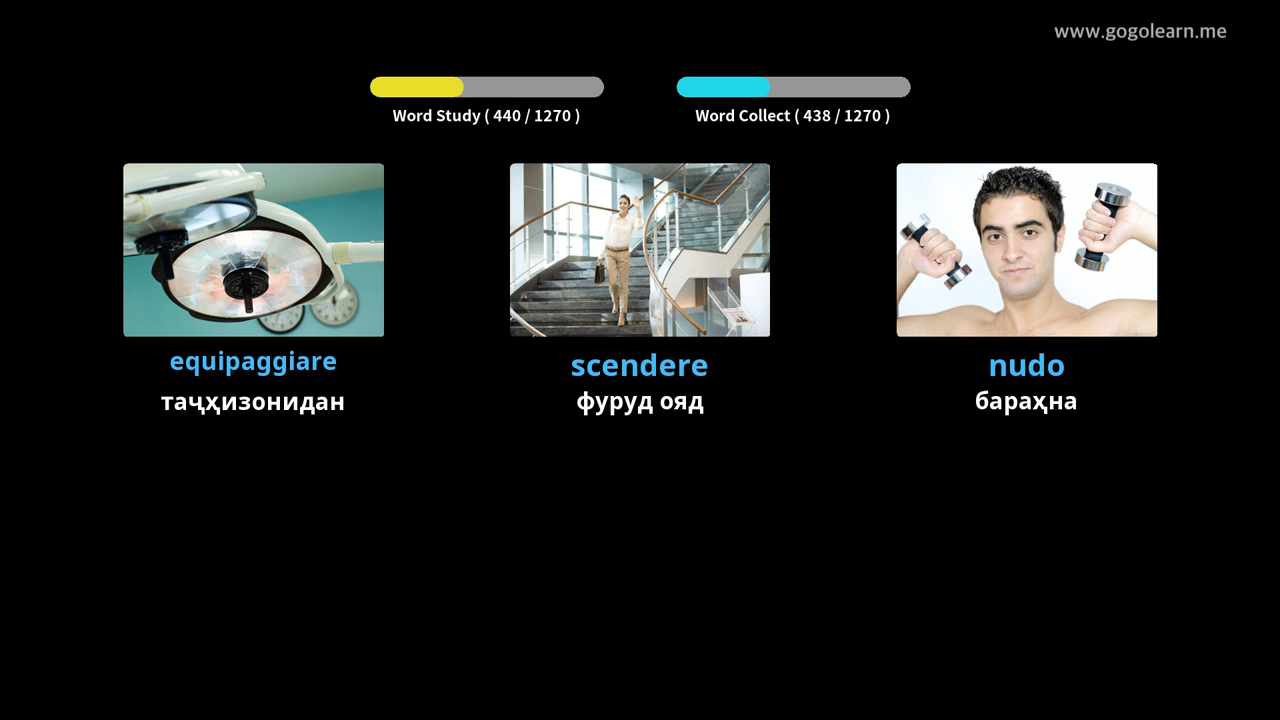 www.gogolearn.me
Word Study ( 440 / 1270 )
Word Collect ( 438 / 1270 )
equipaggiare
таҷҳизонидан
scendere
фуруд ояд
nudo
бараҳна